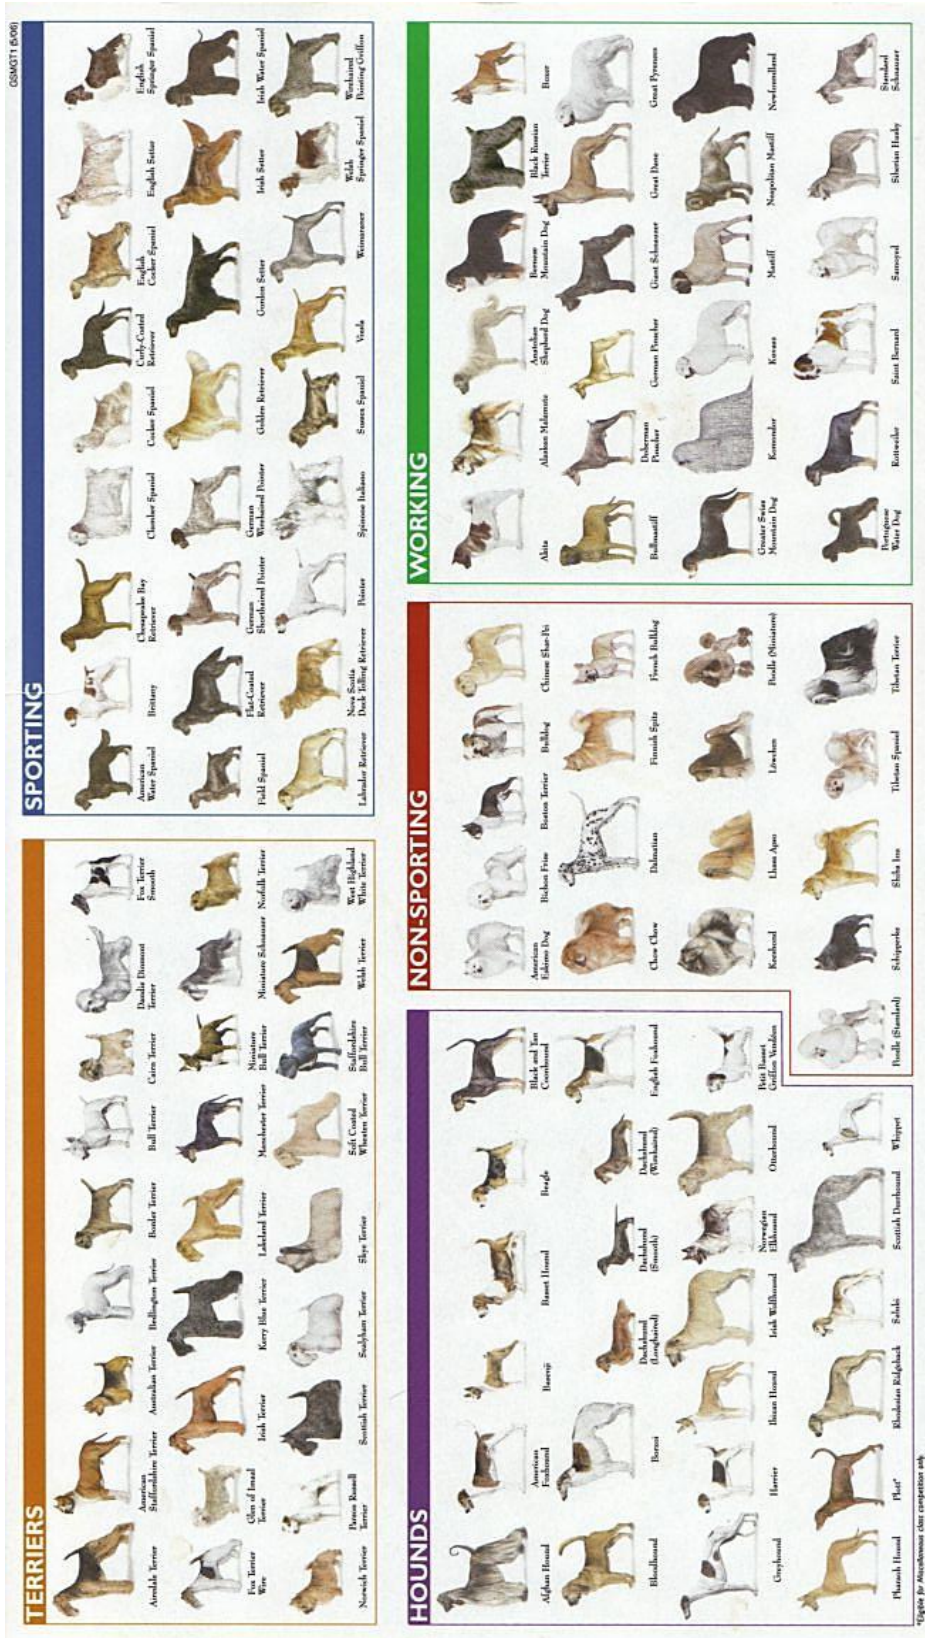 GSMGT1 (5/06)
TERRIERS
Airedale Terrier
American
Staffordshire Terrier
Australian Terrier
Bedlington Terrier
Border Terrier
Bull Terrier
Cairn Terrier
Dandie Dinmont
Terrier
Fox Terrier
Smooth
Fox Terrier
Wire
Glen of Imaal
Terrier
Irish Terrier
Kerry Blue Terrier
Lakeland Terrier
Manchester Terrier
Miniature
Bull Terrier
Miniature Schnauzer
Norfolk Terrier
Norwich Terrier
Parson Russell
Terrier
Scottish Terrier
Sealyham Terrier
Skye Terrier
Soft Coated
Wheaten Terrier
Staffordshire
Bull Terrier
Welsh Terrier
West Highland
White Terrier
SPORTING
American
Water Spaniel
Brittany
Chesapeake Bay
Retriever
Clumber Spaniel
Cocker Spaniel
Curly-Coated
Retriever
English
Cocker Spaniel
English Setter
English
Springer Spaniel
Field Spaniel
Flat-Coated
Retriever
German
Shorthaired Pointer
German
Wirehaired Pointer
Golden Retriever
Gordon Setter
Irish Setter
Irish Water Spaniel
Labrador Retriever
Nova Scotia
Duck Tolling Retriever
Pointer
Spinone Italiano
Sussex Spaniel
Vizsla
Weimaraner
Welsh
Springer Spaniel
Wirehaired
Pointing Griffon
HOUNDS
Afghan Hound
American
Foxhound
Basenji
Basset Hound
Beagle
Black and Tan
Coonhound
Bloodhound
Borzoi
Dachshund
(Longhaired)
Dachshund
(Smooth)
Dachshund
(Wirehaired)
English Foxhound
Greyhound
Harrier
Ibizan Hound
Irish Wolfhound
Norwegian
Elkhound
Otterhound
Petit Basset
Griffon Vendéen
Pharaoh Hound
Plott*
Rhodesian Ridgeback
Saluki
Scottish Deerhound
Whippet
NON-SPORTING
American
Eskimo Dog
Bichon Frise
Boston Terrier
Bulldog
Chinese Shar-Pei
Chow Chow
Dalmatian
Finnish Spitz
French Bulldog
Keeshond
Lhasa Apso
Löwchen
Poodle (Miniature)
Poodle (Standard)
Schipperke
Shiba Inu
Tibetan Spaniel
Tibetan Terrier
WORKING
Akita
Alaskan Malamute
Anatolian
Shepherd Dog
Bernese
Mountain Dog
Black Russian
Terrier
Boxer
Bullmastiff
Doberman
Pinscher
German Pinscher
Giant Schnauzer
Great Dane
Great Pyrenees
Greater Swiss
Mountain Dog
Komondor
Kuvasz
Mastiff
Neapolitan Mastiff
Newfoundland
Portuguese
Water Dog
Rottweiler
Saint Bernard
Samoyed
Siberian Husky
Standard
Schnauzer
*Eligible for Miscellaneous class competition only